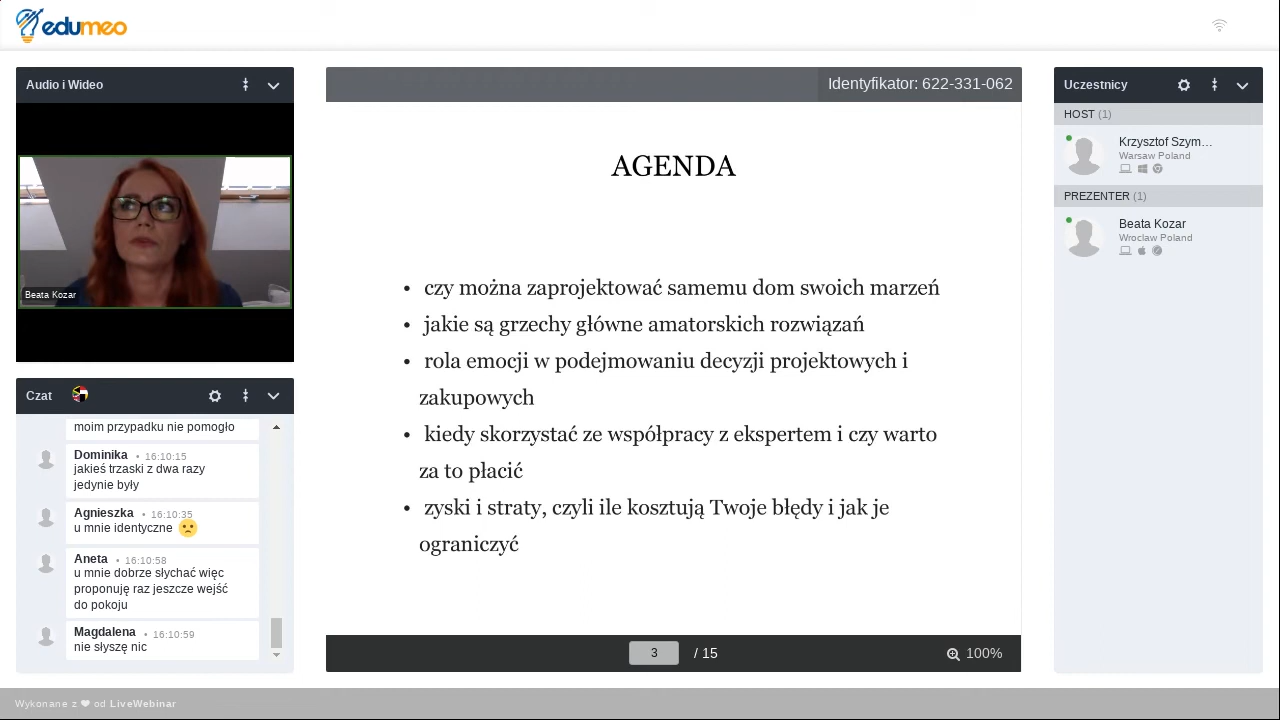 edumeo
Audio i Wideo
Beata Kozar
Czat
moim przypadku nie pomogło
Dominika • 16:10:15
jakieś trzaski z dwa razy
jedynie były
Agnieszka • 16:10:35
u mnie identyczne
Aneta • 16:10:58
u mnie dobrze słychać więc
proponuję raz jeszcze wejść
do pokoju
Magdalena • 16:10:59
nie słyszę nic
Identyfikator: 622-331-062
AGENDA
• czy można zaprojektować samemu dom swoich marzeń
• jakie są grzechy główne amatorskich rozwiązań
• rola emocji w podejmowaniu decyzji projektowych i
zakupowych
• kiedy skorzystać ze współpracy z ekspertem i czy warto
za to płacić
• zyski i straty, czyli ile kosztują Twoje błędy i jak je
ograniczyć
3 / 15
100%
Uczestnicy
HOST (1)
Krzysztof Szym…
Warsaw Poland
PREZENTER (1)
Beata Kozar
Wroclaw Poland
Wykonane z ❤ od LiveWebinar